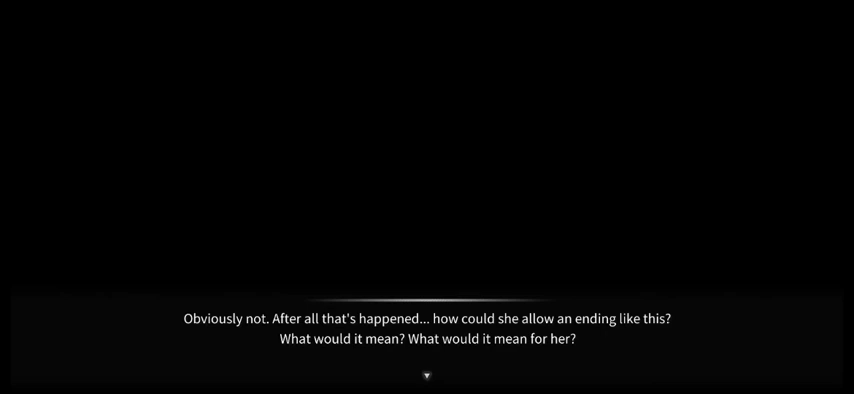 Obviously not. After all that's happened... how could she allow an ending like this?
What would it mean? What would it mean for her?